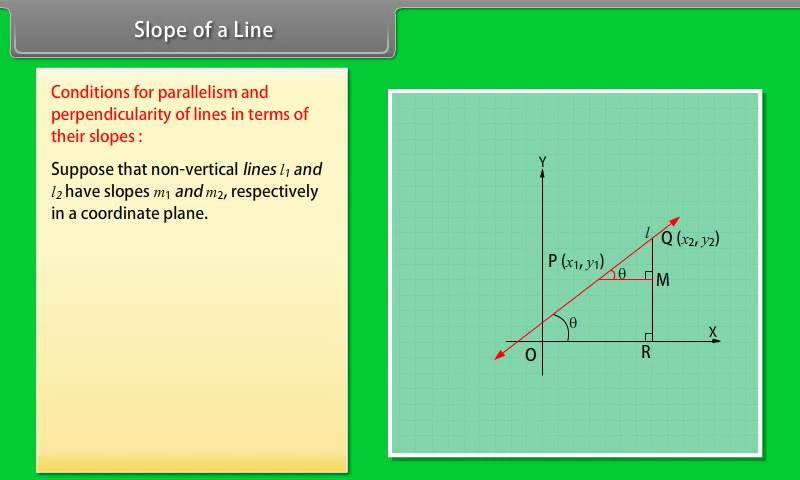 Slope of a Line
Conditions for parallelism and
perpendicularity of lines in terms of
their slopes :
Suppose that non-vertical lines l₁ and
l₂ have slopes m₁ and m₂, respectively
in a coordinate plane.
Y
l Q (x₂, y₂)
P (x₁, y₁)
θ M
θ
X
O R